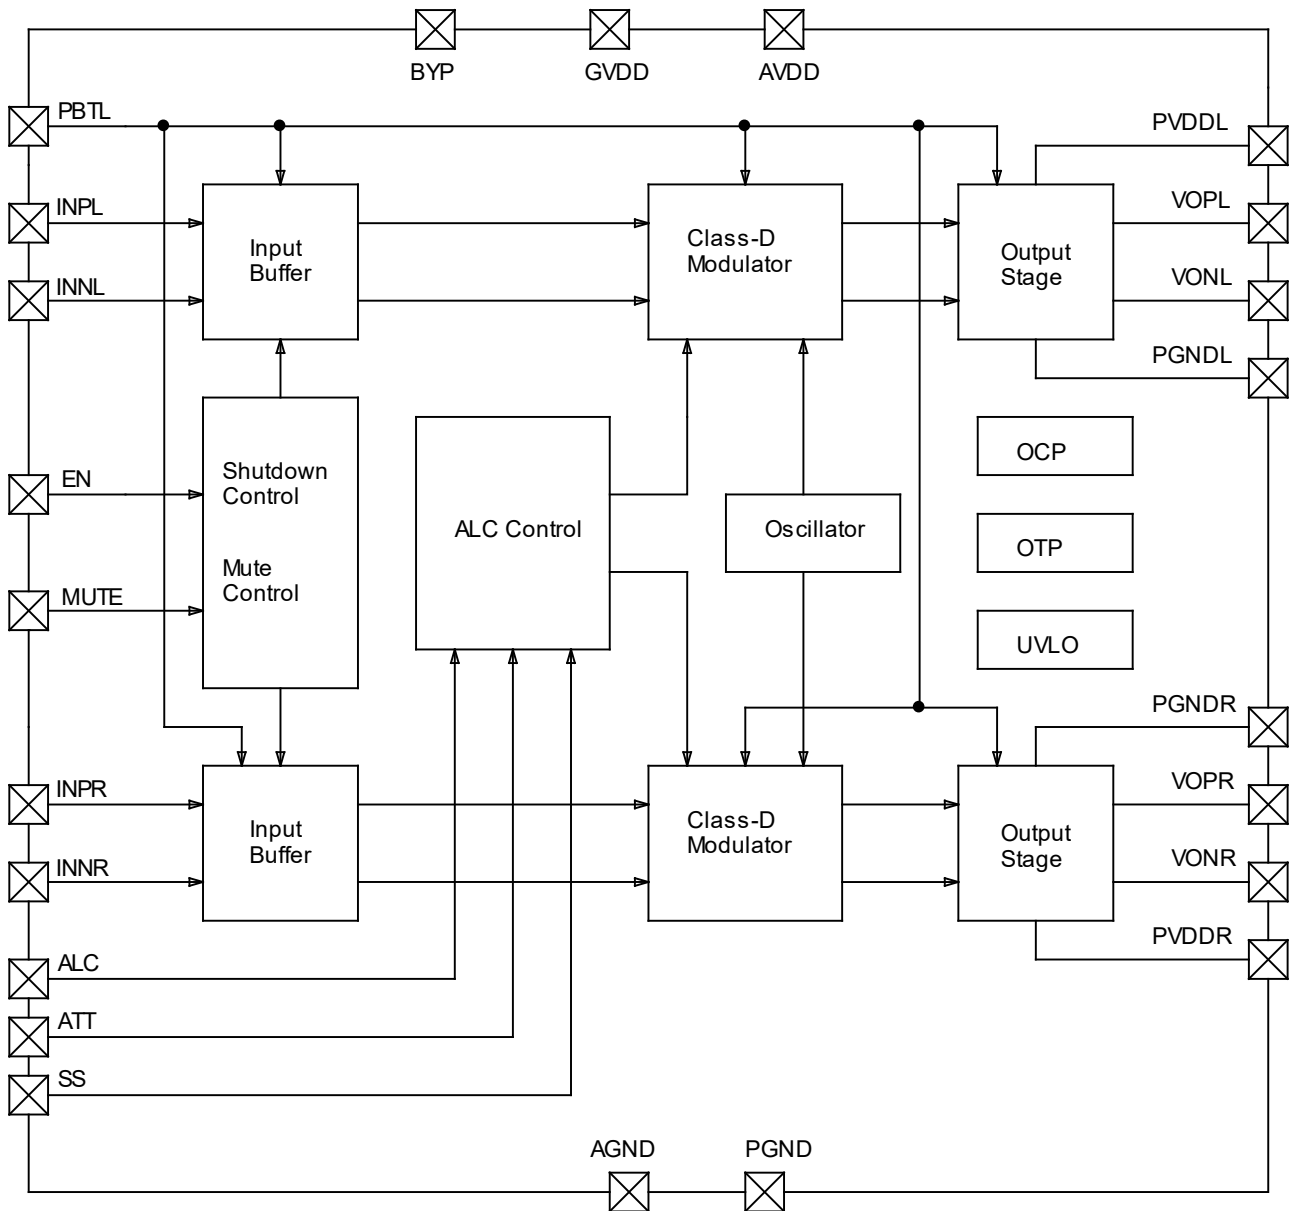 BYP
GVDD
AVDD
PBTL
PVDDL
INPL
VOPL
Input
Buffer
Class-D
Modulator
Output
Stage
INNL
VONL
PGNDL
EN
Shutdown
Control
Mute
Control
MUTE
ALC Control
Oscillator
OCP
OTP
UVLO
PGNDR
INPR
VOPR
Input
Buffer
Class-D
Modulator
Output
Stage
INNR
VONR
PVDDR
ALC
ATT
SS
AGND
PGND